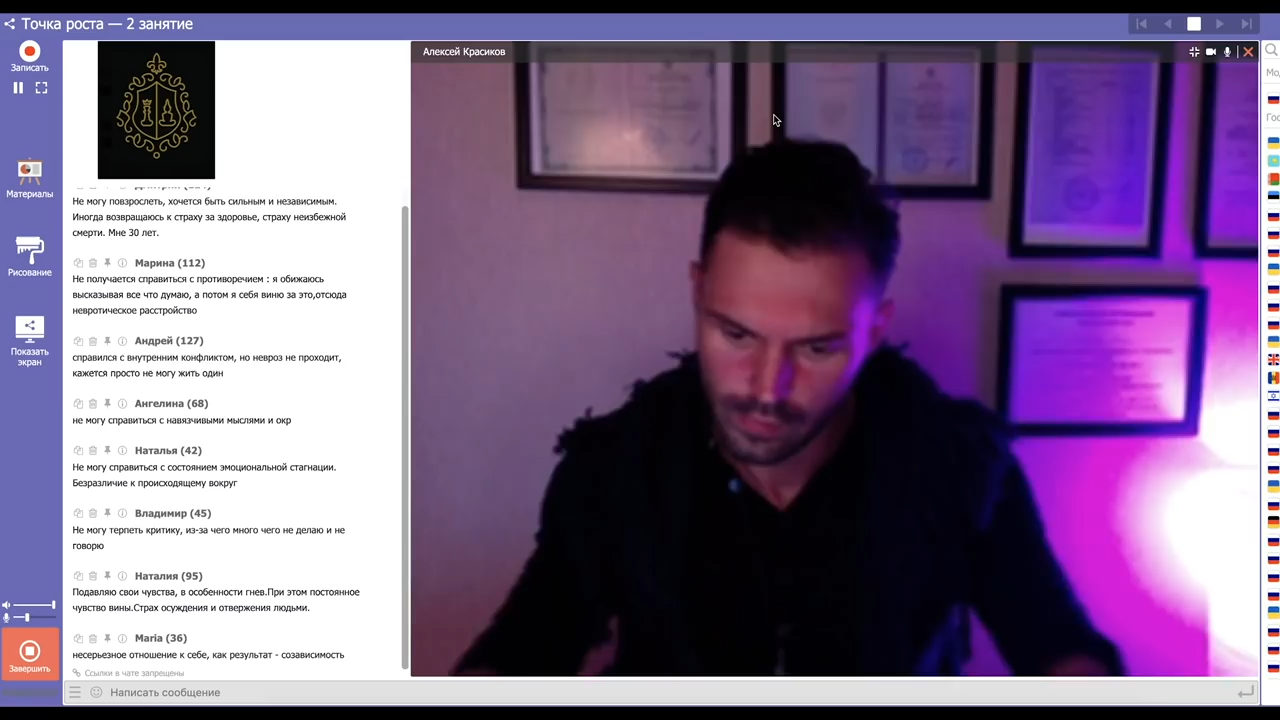 Точка роста — 2 занятие
Записать
Материалы
Рисование
Показать
экран
Завершить
Не могу повзрослеть, хочется быть сильным и независимым.
Иногда возвращаюсь к страху за здоровье, страху неизбежной
смерти. Мне 30 лет.
Марина (112)
Не получается справиться с противоречием : я обижаюсь
высказывая все что думаю, а потом я себя виню за это,отсюда
невротическое расстройство
Андрей (127)
справился с внутренним конфликтом, но невроз не проходит,
кажется просто не могу жить один
Ангелина (68)
не могу справиться с навязчивыми мыслями и окр
Наталья (42)
Не могу справиться с состоянием эмоциональной стагнации.
Безразличие к происходящему вокруг
Владимир (45)
Не могу терпеть критику, из-за чего много чего не делаю и не
говорю
Наталия (95)
Подавляю свои чувства, в особенности гнев.При этом постоянное
чувство вины.Страх осуждения и отвержения людьми.
Maria (36)
несерьезное отношение к себе, как результат - созависимость
Ссылки в чате запрещены
Написать сообщение
Алексей Красиков